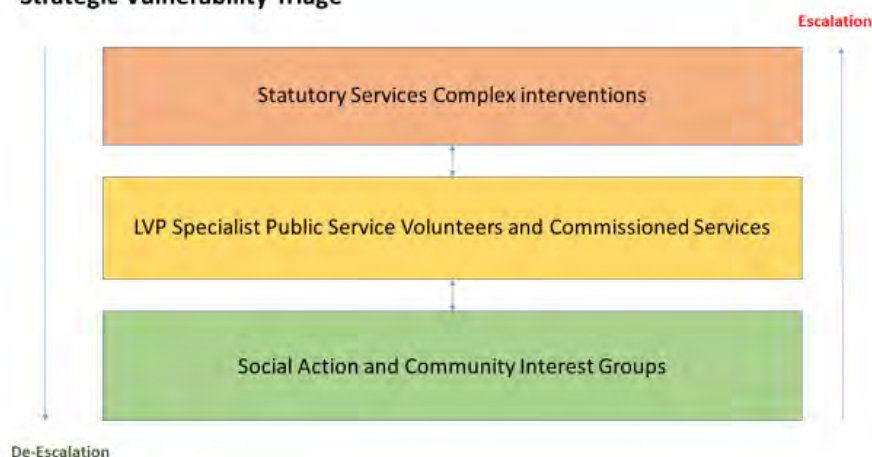 Strategic Vulnerability Triage
Escalation
Statutory Services Complex interventions
LVP Specialist Public Service Volunteers and Commissioned Services
Social Action and Community Interest Groups
De-Escalation